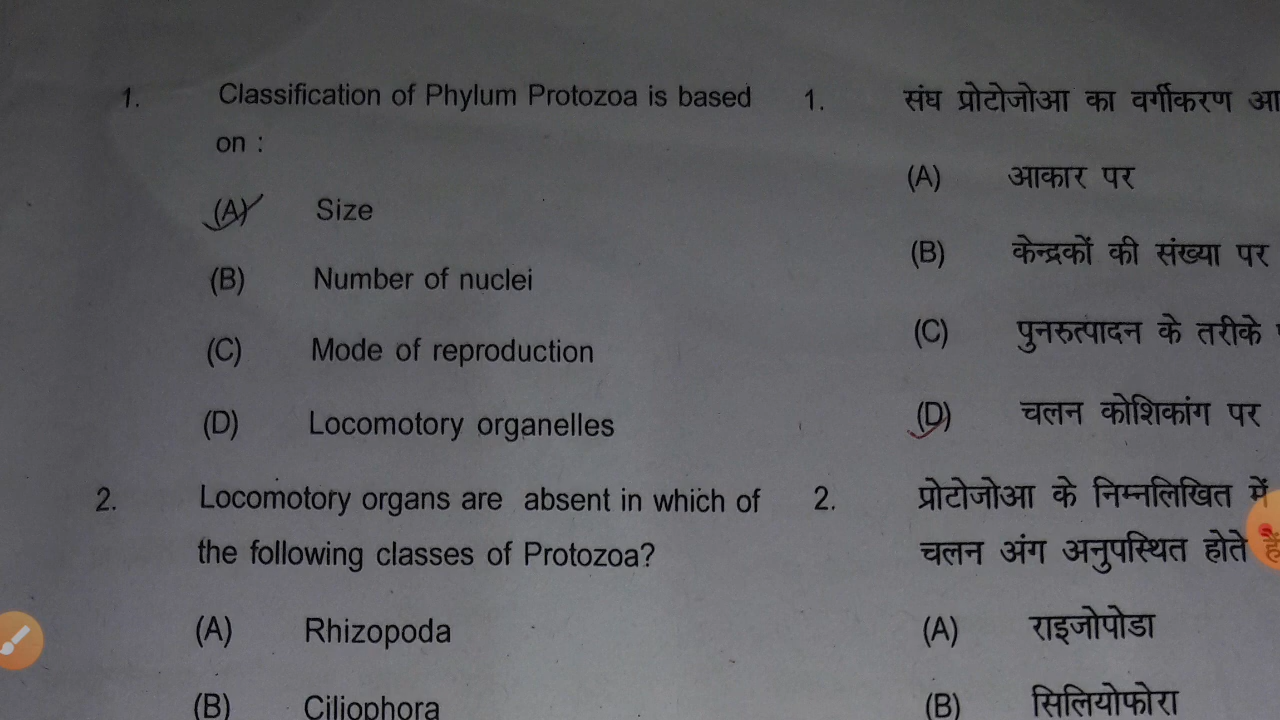 1. Classification of Phylum Protozoa is based
on :
(A) Size
(B) Number of nuclei
(C) Mode of reproduction
(D) Locomotory organelles
2. Locomotory organs are absent in which of
the following classes of Protozoa?
(A) Rhizopoda
(B) Ciliophora
1. संघ प्रोटोजोआ का वर्गीकरण
(A) आकार पर
(B) केन्द्रकों की संख्या पर
(C) पुनरुत्पादन के तरीके
(D) चलन कोशिकांग पर
2. प्रोटोजोआ के निम्नलिखित में
चलन अंग अनुपस्थित होते हैं
(A) राइजोपोडा
(B) सिलियोफोरा